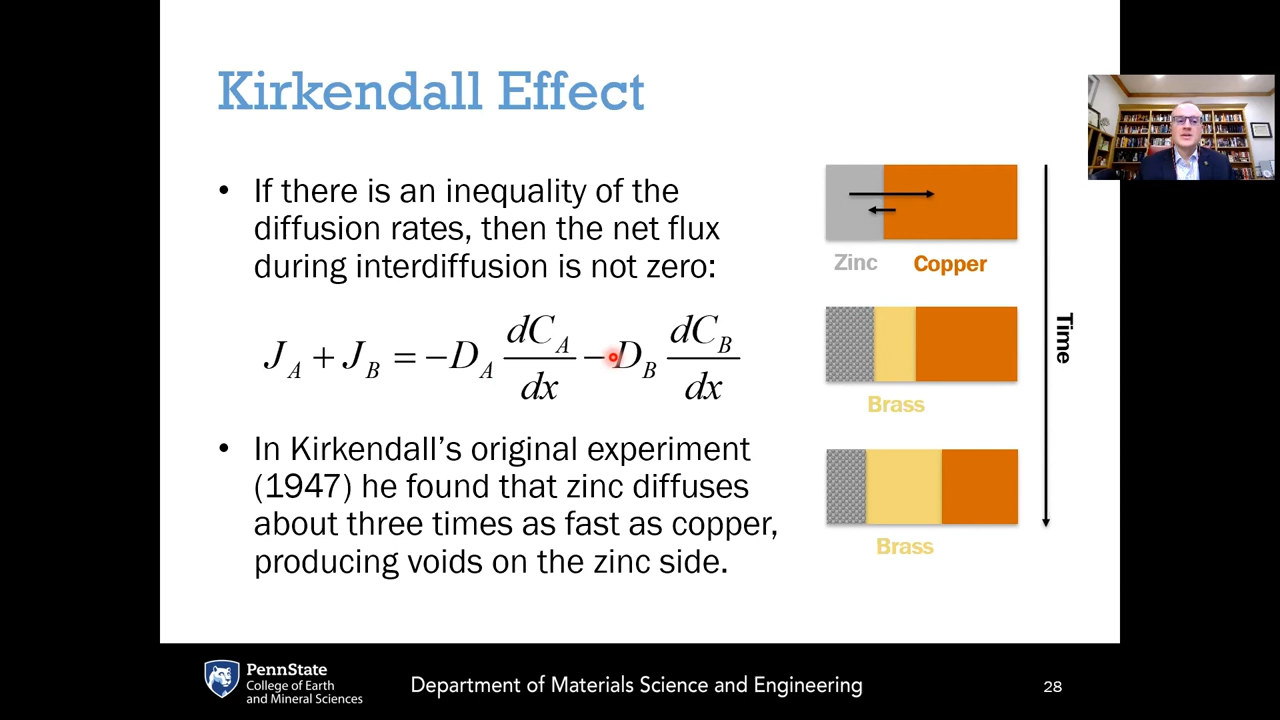 Kirkendall Effect
• If there is an inequality of the
diffusion rates, then the net flux
during interdiffusion is not zero:
J_A + J_B = −D_A dC_A/dx − D_B dC_B/dx
• In Kirkendall's original experiment
(1947) he found that zinc diffuses
about three times as fast as copper,
producing voids on the zinc side.
Zinc Copper
Brass
Brass
Time
PennState
College of Earth
and Mineral Sciences
Department of Materials Science and Engineering
28